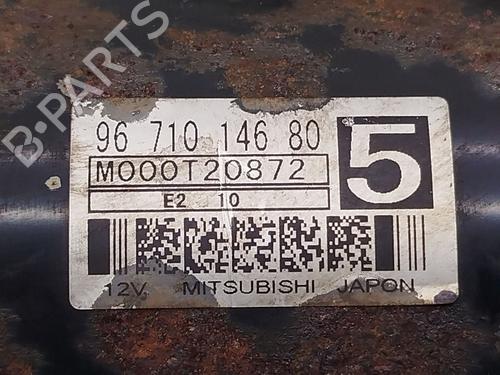 96 710 146 80
5
M000T20872
E2 10
12V MITSUBISHI JAPON
B-PARTS